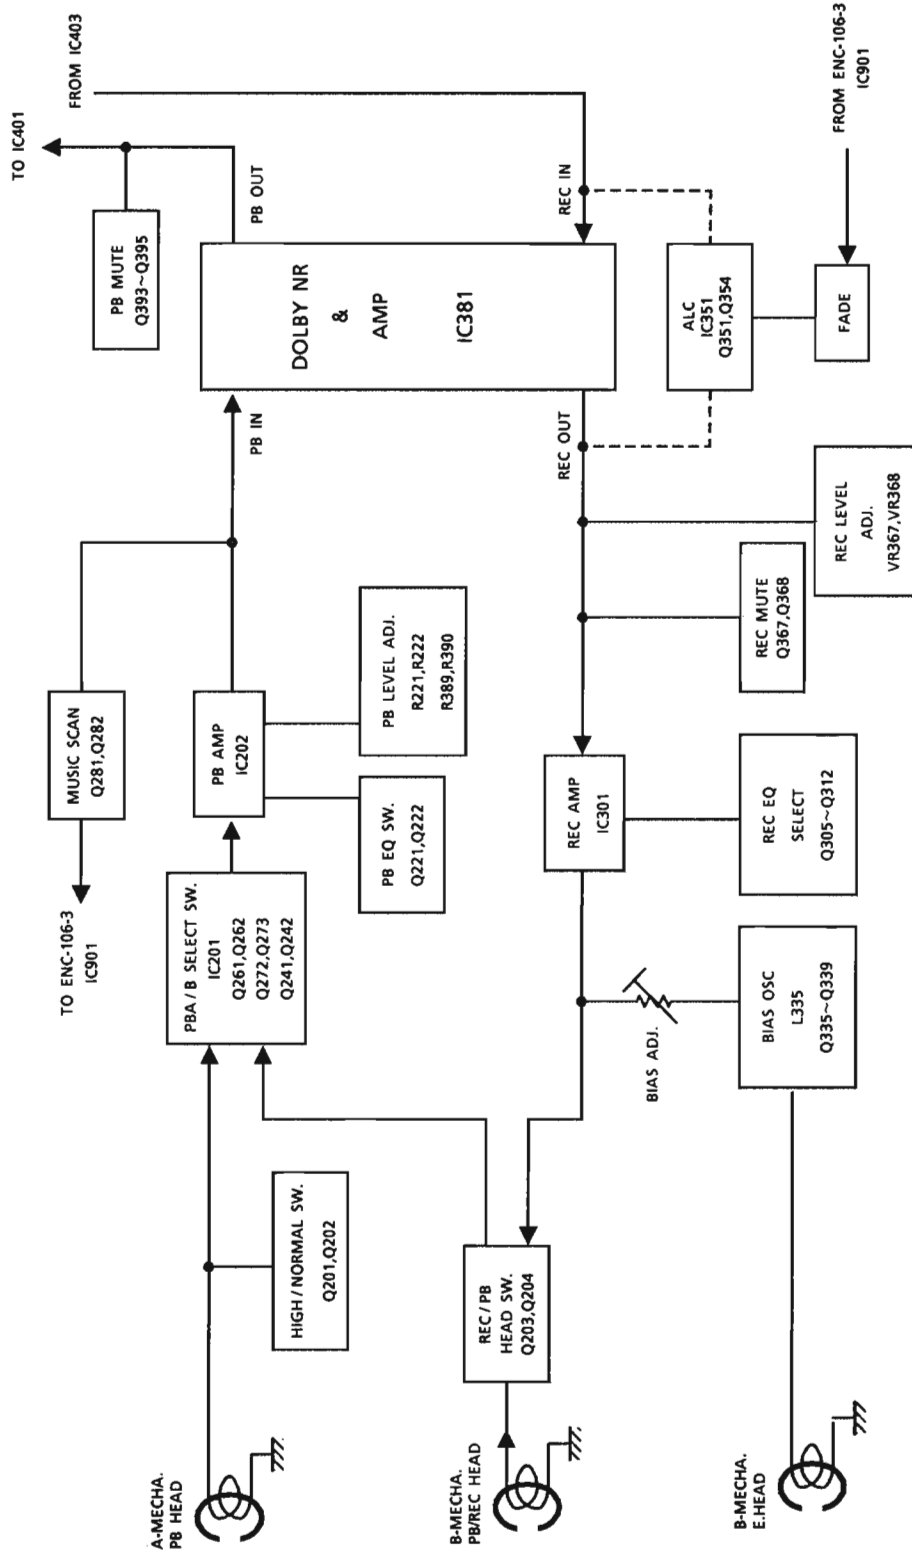 A-MECHA.
PB HEAD
HIGH/NORMAL SW.
Q201,Q202
PBA/B SELECT SW.
IC201
Q261,Q262
Q272,Q273
Q241,Q242
TO ENC-106-3
IC901
MUSIC SCAN
Q281,Q282
PB AMP
IC202
PB EQ SW.
Q221,Q222
PB LEVEL ADJ.
R221,R222
R389,R390
PB IN
DOLBY NR
&
AMP
IC381
PB OUT
PB MUTE
Q393~Q395
TO IC401
FROM IC403
B-MECHA.
PB/REC HEAD
REC/PB
HEAD SW.
Q203,Q204
REC AMP
IC301
REC OUT
REC IN
BIAS ADJ.
B-MECHA.
E.HEAD
BIAS OSC
L335
Q335~Q339
REC EQ
SELECT
Q305~Q312
REC MUTE
Q367,Q368
REC LEVEL
ADJ.
VR367,VR368
ALC
IC351
Q351,Q354
FADE
FROM ENC-106-3
IC901